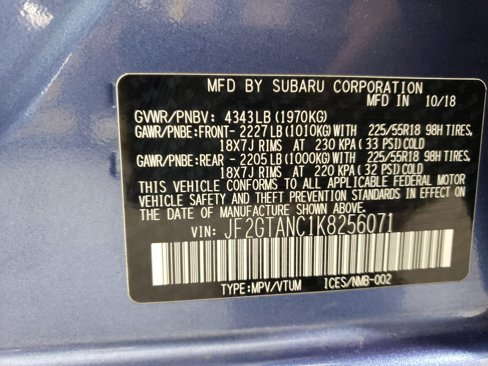 MFD BY SUBARU CORPORATION
MFD IN 10/18
GVWR/PNBV: 4343LB (1970KG)
GAWR/PNBE:FRONT- 2227LB (1010KG) WITH 225/55R18 98H TIRES,
18X7J RIMS AT 230 KPA ( 33 PSI) COLD
GAWR/PNBE:REAR - 2205LB (1000KG) WITH 225/55R18 98H TIRES,
18X7J RIMS AT 220 KPA ( 32 PSI) COLD
THIS VEHICLE CONFORMS TO ALL APPLICABLE FEDERAL MOTOR
VEHICLE SAFETY AND THEFT PREVENTION STANDARDS IN EFFECT
ON THE DATE OF MANUFACTURE SHOWN ABOVE.
VIN: JF2GTANC1K8256071
TYPE:MPV/VTUM ICES/NMB-002